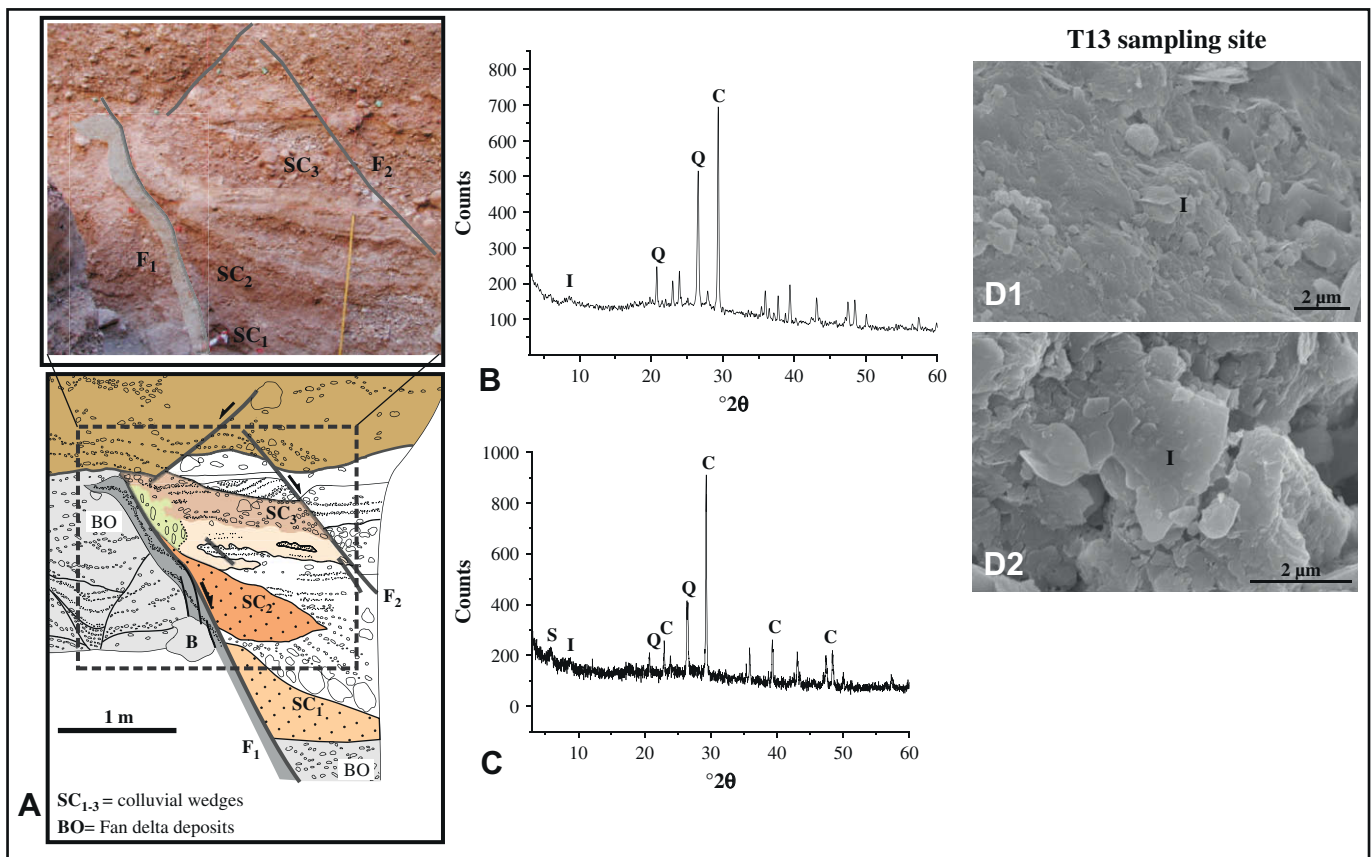 T13 sampling site
SC₃
F₂
F₁
SC₂
SC₁
BO
SC₃
SC₂
F₂
B
SC₁
1 m
F₁
BO
A
SC₁₋₃ = colluvial wedges
BO= Fan delta deposits
800
700
600
500
400
300
200
100
Counts
C
Q
Q
I
10
20
30
40
50
60
°2θ
B
1000
800
600
400
200
0
Counts
C
Q
S
I
Q
C
C
C
10
20
30
40
50
60
°2θ
C
I
D1
2 µm
I
D2
2 µm